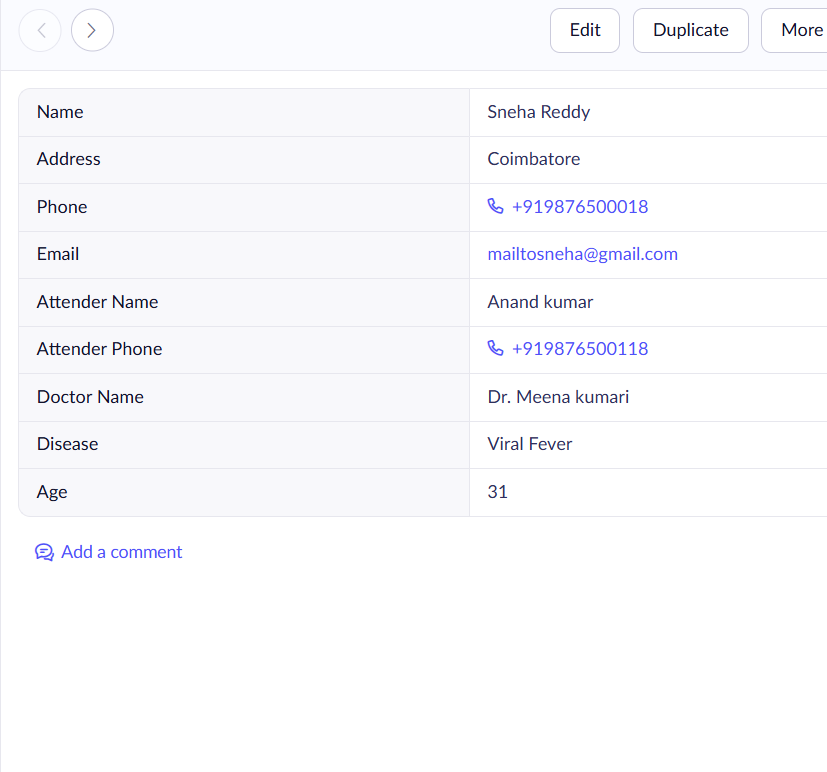 Edit Duplicate More
Name Sneha Reddy
Address Coimbatore
Phone +919876500018
Email mailtosneha@gmail.com
Attender Name Anand kumar
Attender Phone +919876500118
Doctor Name Dr. Meena kumari
Disease Viral Fever
Age 31
Add a comment